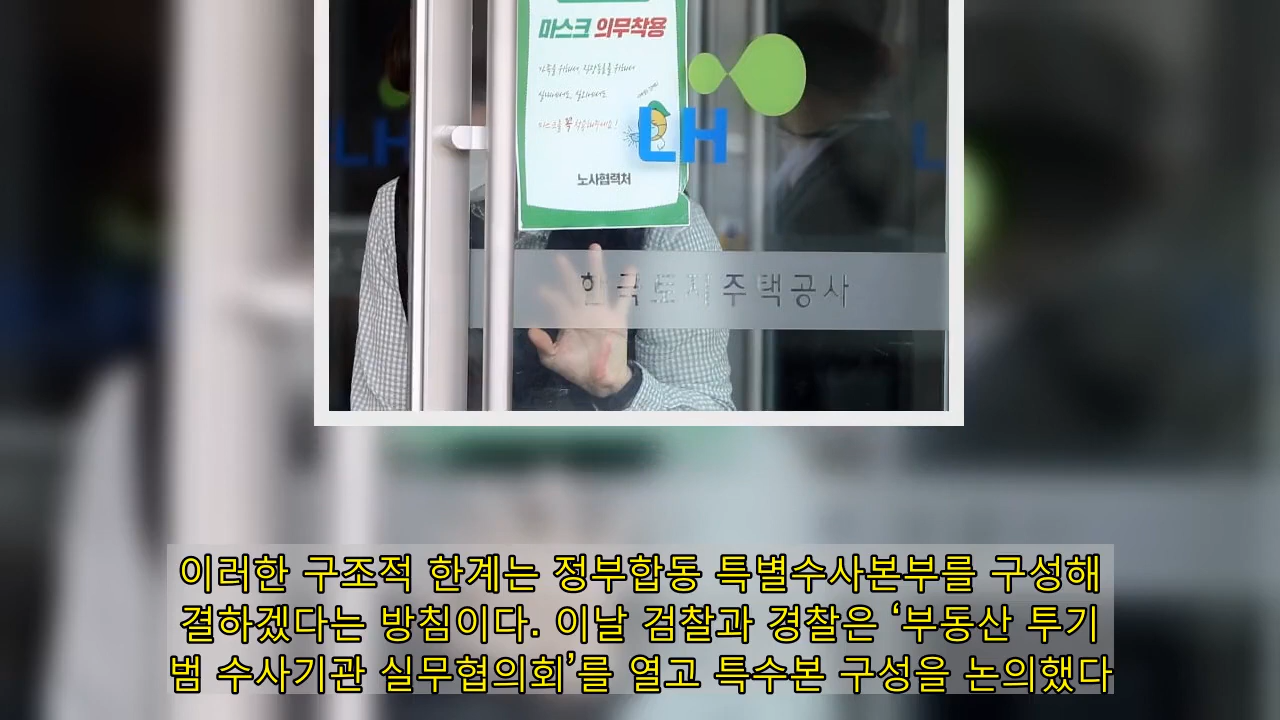 마스크 의무착용
노사협력처
LH
LH
한국토지주택공사
이러한 구조적 한계는 정부합동 특별수사본부를 구성해
결하겠다는 방침이다. 이날 검찰과 경찰은 ‘부동산 투기
범 수사기관 실무협의회’를 열고 특수본 구성을 논의했다